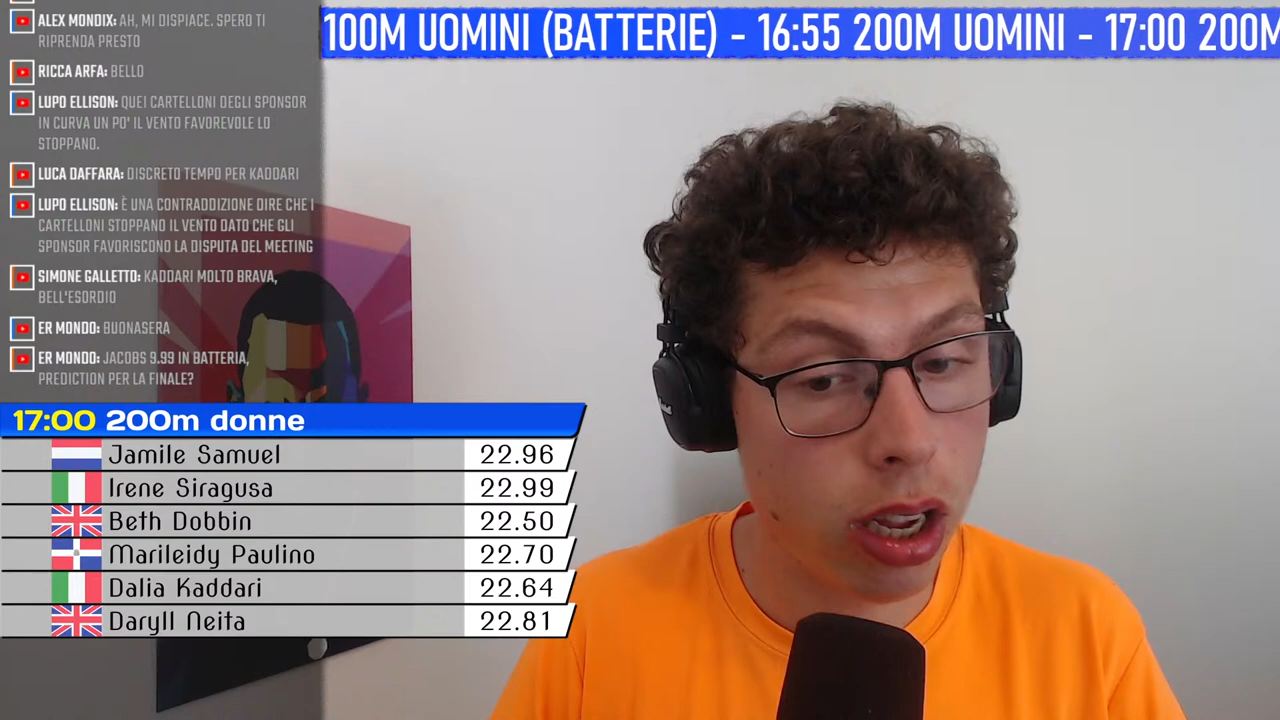 100M UOMINI (BATTERIE) - 16:55 200M UOMINI - 17:00 200M
ALEX MONDIX: AH, MI DISPIACE. SPERO TI
RIPRENDA PRESTO
RICCA ARFA: BELLO
LUPO ELLISON: QUEI CARTELLONI DEGLI SPONSOR
IN CURVA UN PO' IL VENTO FAVOREVOLE LO
STOPPANO.
LUCA DAFFARA: DISCRETO TEMPO PER KADDARI
LUPO ELLISON: È UNA CONTRADDIZIONE DIRE CHE I
CARTELLONI STOPPANO IL VENTO DATO CHE GLI
SPONSOR FAVORISCONO LA DISPUTA DEL MEETING
SIMONE GALLETTO: KADDARI MOLTO BRAVA,
BELL'ESORDIO
ER MONDO: BUONASERA
ER MONDO: JACOBS 9.99 IN BATTERIA,
PREDICTION PER LA FINALE?
17:00 200m donne
Jamile Samuel 22.96
Irene Siragusa 22.99
Beth Dobbin 22.50
Marileidy Paulino 22.70
Dalia Kaddari 22.64
Daryll Neita 22.81